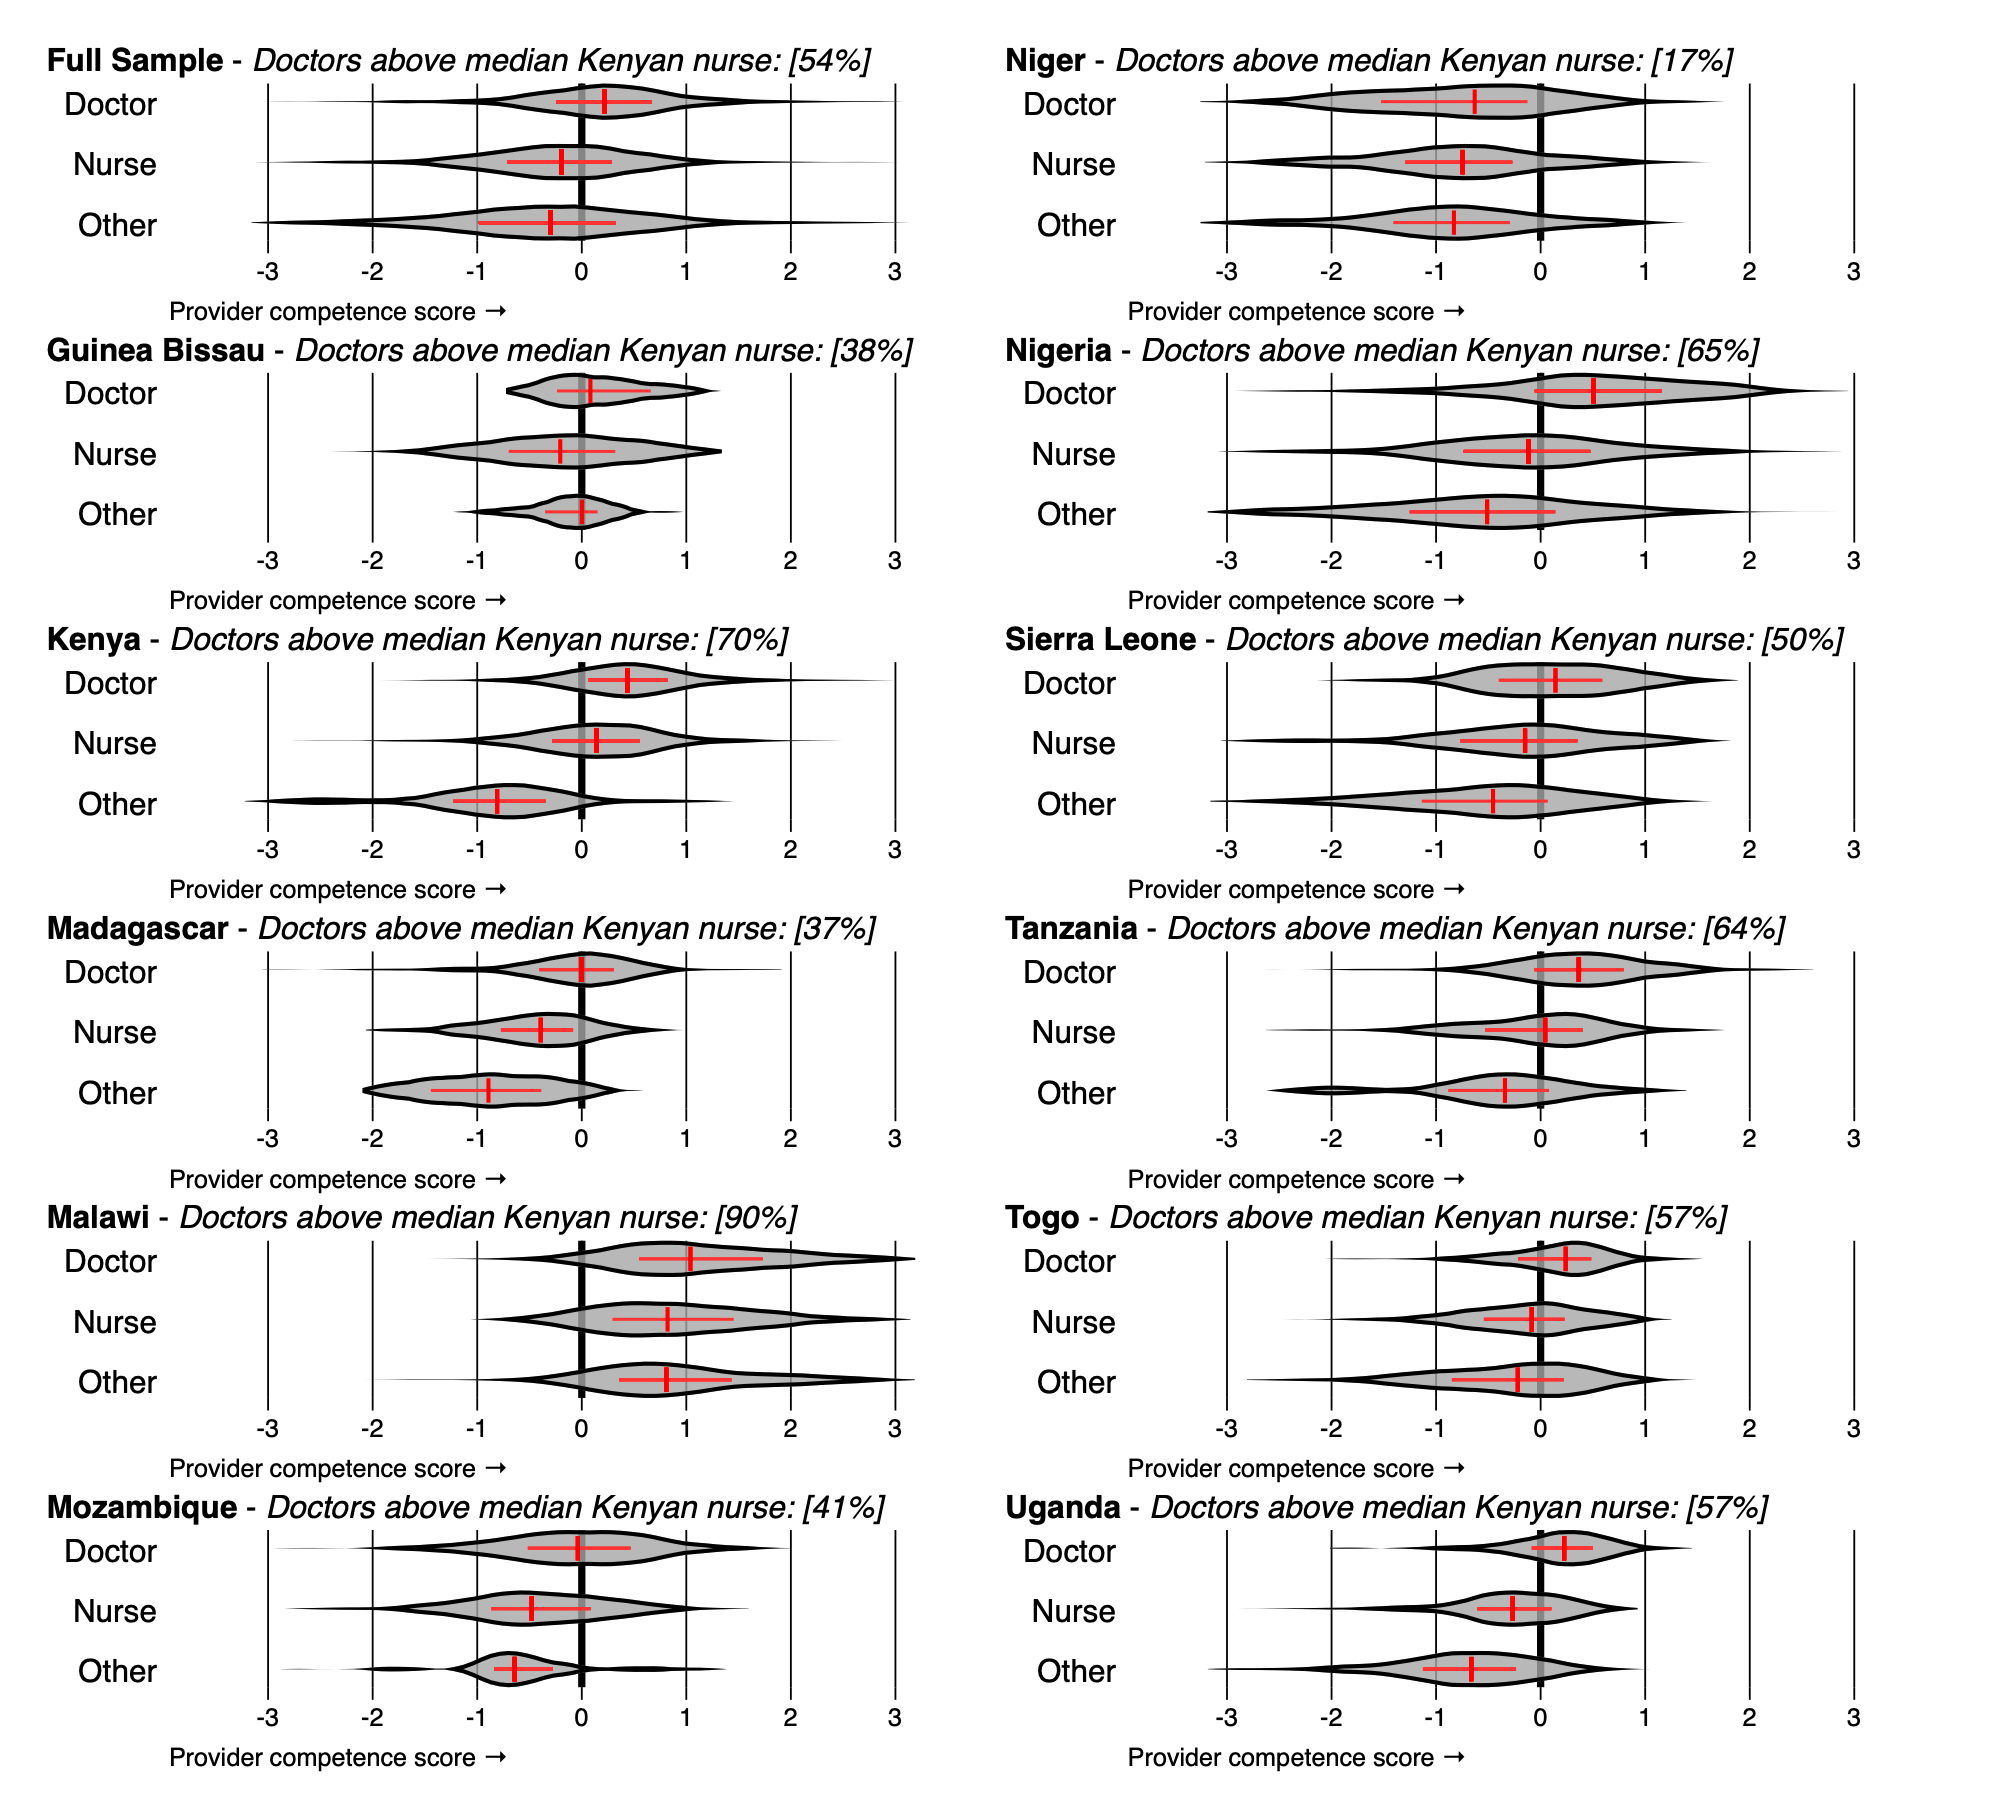 Full Sample - Doctors above median Kenyan nurse: [54%]
Doctor
Nurse
Other
-3 -2 -1 0 1 2 3
Provider competence score →
Niger - Doctors above median Kenyan nurse: [17%]
Doctor
Nurse
Other
-3 -2 -1 0 1 2 3
Provider competence score →
Guinea Bissau - Doctors above median Kenyan nurse: [38%]
Doctor
Nurse
Other
-3 -2 -1 0 1 2 3
Provider competence score →
Nigeria - Doctors above median Kenyan nurse: [65%]
Doctor
Nurse
Other
-3 -2 -1 0 1 2 3
Provider competence score →
Kenya - Doctors above median Kenyan nurse: [70%]
Doctor
Nurse
Other
-3 -2 -1 0 1 2 3
Provider competence score →
Sierra Leone - Doctors above median Kenyan nurse: [50%]
Doctor
Nurse
Other
-3 -2 -1 0 1 2 3
Provider competence score →
Madagascar - Doctors above median Kenyan nurse: [37%]
Doctor
Nurse
Other
-3 -2 -1 0 1 2 3
Provider competence score →
Tanzania - Doctors above median Kenyan nurse: [64%]
Doctor
Nurse
Other
-3 -2 -1 0 1 2 3
Provider competence score →
Malawi - Doctors above median Kenyan nurse: [90%]
Doctor
Nurse
Other
-3 -2 -1 0 1 2 3
Provider competence score →
Togo - Doctors above median Kenyan nurse: [57%]
Doctor
Nurse
Other
-3 -2 -1 0 1 2 3
Provider competence score →
Mozambique - Doctors above median Kenyan nurse: [41%]
Doctor
Nurse
Other
-3 -2 -1 0 1 2 3
Provider competence score →
Uganda - Doctors above median Kenyan nurse: [57%]
Doctor
Nurse
Other
-3 -2 -1 0 1 2 3
Provider competence score →